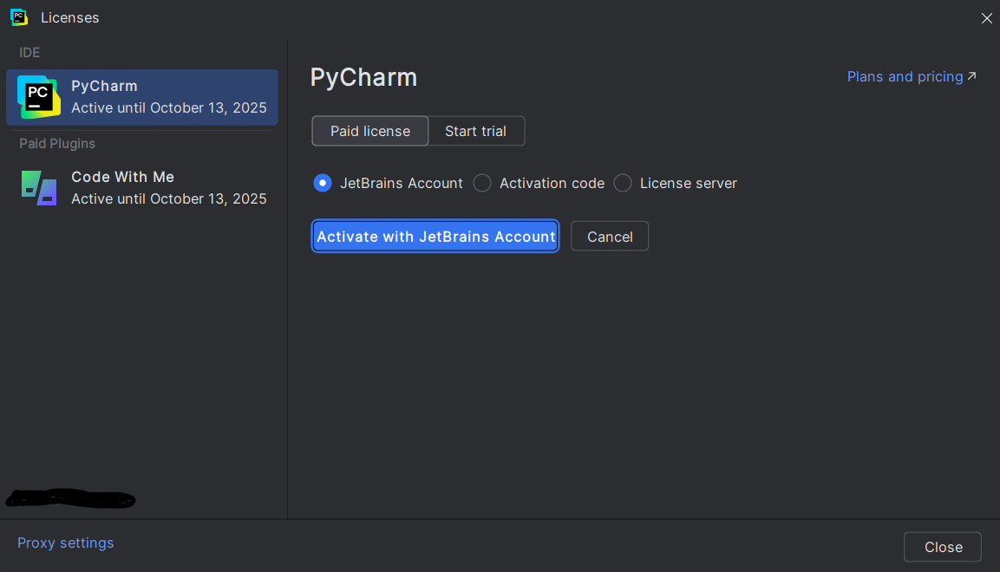 PC
Licenses
IDE
PC
PyCharm
Active until October 13, 2025
Paid Plugins
Code With Me
Active until October 13, 2025
PyCharm
Plans and pricing
Paid license
Start trial
JetBrains Account
Activation code
License server
Activate with JetBrains Account
Cancel
Proxy settings
Close